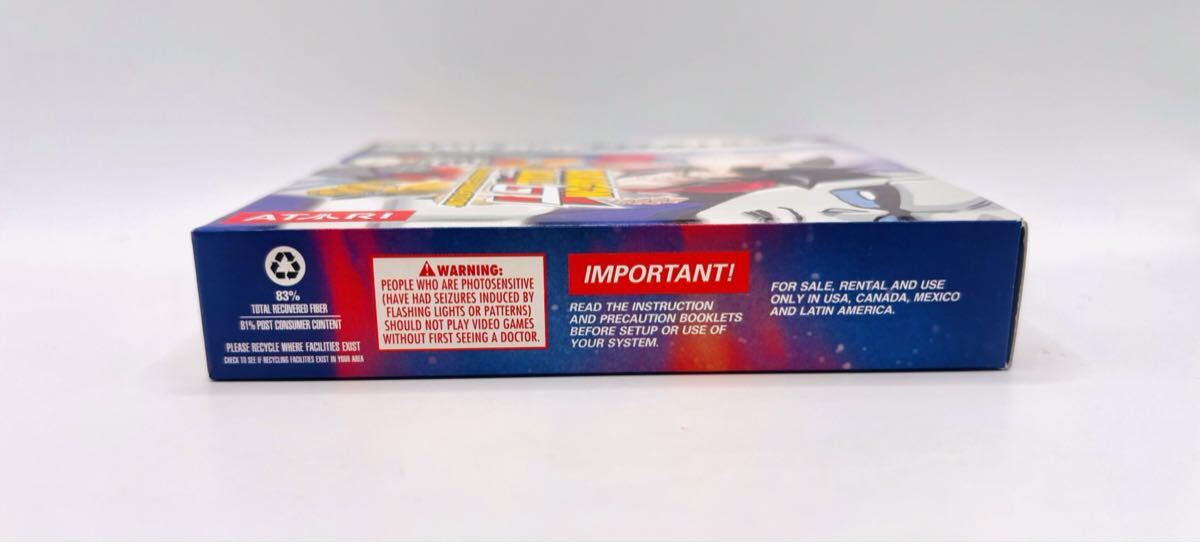 ATARI
83%
TOTAL RECOVERED FIBER
81% POST CONSUMER CONTENT
PLEASE RECYCLE WHERE FACILITIES EXIST
CHECK TO SEE IF RECYCLING FACILITIES EXIST IN YOUR AREA
WARNING:
PEOPLE WHO ARE PHOTOSENSITIVE
(HAVE HAD SEIZURES INDUCED BY
FLASHING LIGHTS OR PATTERNS)
SHOULD NOT PLAY VIDEO GAMES
WITHOUT FIRST SEEING A DOCTOR.
IMPORTANT!
READ THE INSTRUCTION
AND PRECAUTION BOOKLETS
BEFORE SETUP OR USE OF
YOUR SYSTEM.
FOR SALE, RENTAL AND USE
ONLY IN USA, CANADA, MEXICO
AND LATIN AMERICA.